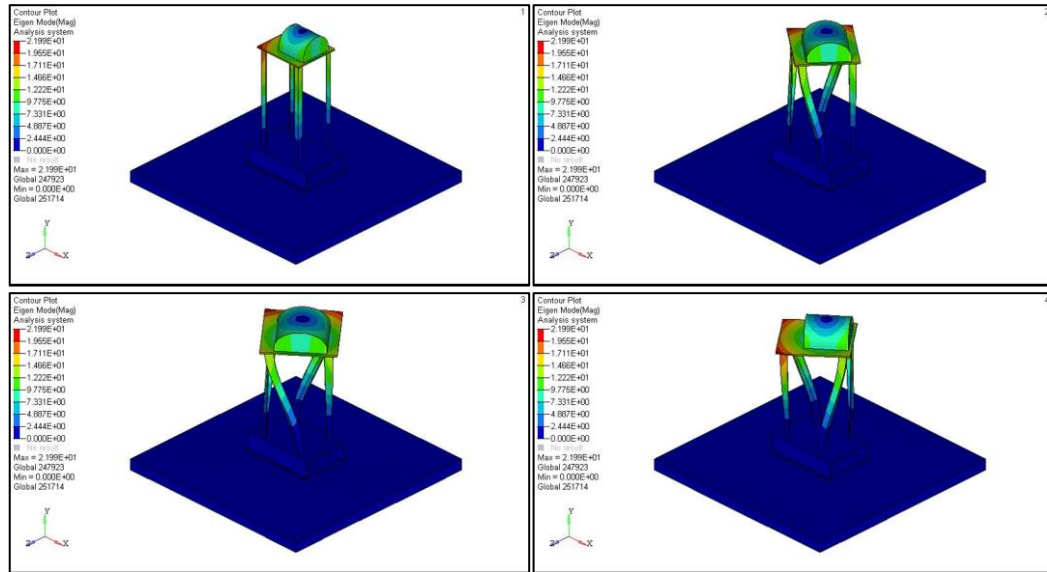 Contour Plot
Eigen Mode(Mag)
Analysis system
2.199E+01
1.955E+01
1.711E+01
1.466E+01
1.222E+01
9.775E+00
7.331E+00
4.887E+00
2.444E+00
0.000E+00
No result
Max = 2.199E+01
Global 247923
Min = 0.000E+00
Global 251714
Y
Z
X
1
Contour Plot
Eigen Mode(Mag)
Analysis system
2.199E+01
1.955E+01
1.711E+01
1.466E+01
1.222E+01
9.775E+00
7.331E+00
4.887E+00
2.444E+00
0.000E+00
No result
Max = 2.199E+01
Global 247923
Min = 0.000E+00
Global 251714
Y
Z
X
2
Contour Plot
Eigen Mode(Mag)
Analysis system
2.199E+01
1.955E+01
1.711E+01
1.466E+01
1.222E+01
9.775E+00
7.331E+00
4.887E+00
2.444E+00
0.000E+00
No result
Max = 2.199E+01
Global 247923
Min = 0.000E+00
Global 251714
Y
Z
X
3
Contour Plot
Eigen Mode(Mag)
Analysis system
2.199E+01
1.955E+01
1.711E+01
1.466E+01
1.222E+01
9.775E+00
7.331E+00
4.887E+00
2.444E+00
0.000E+00
No result
Max = 2.199E+01
Global 247923
Min = 0.000E+00
Global 251714
Y
Z
X
4